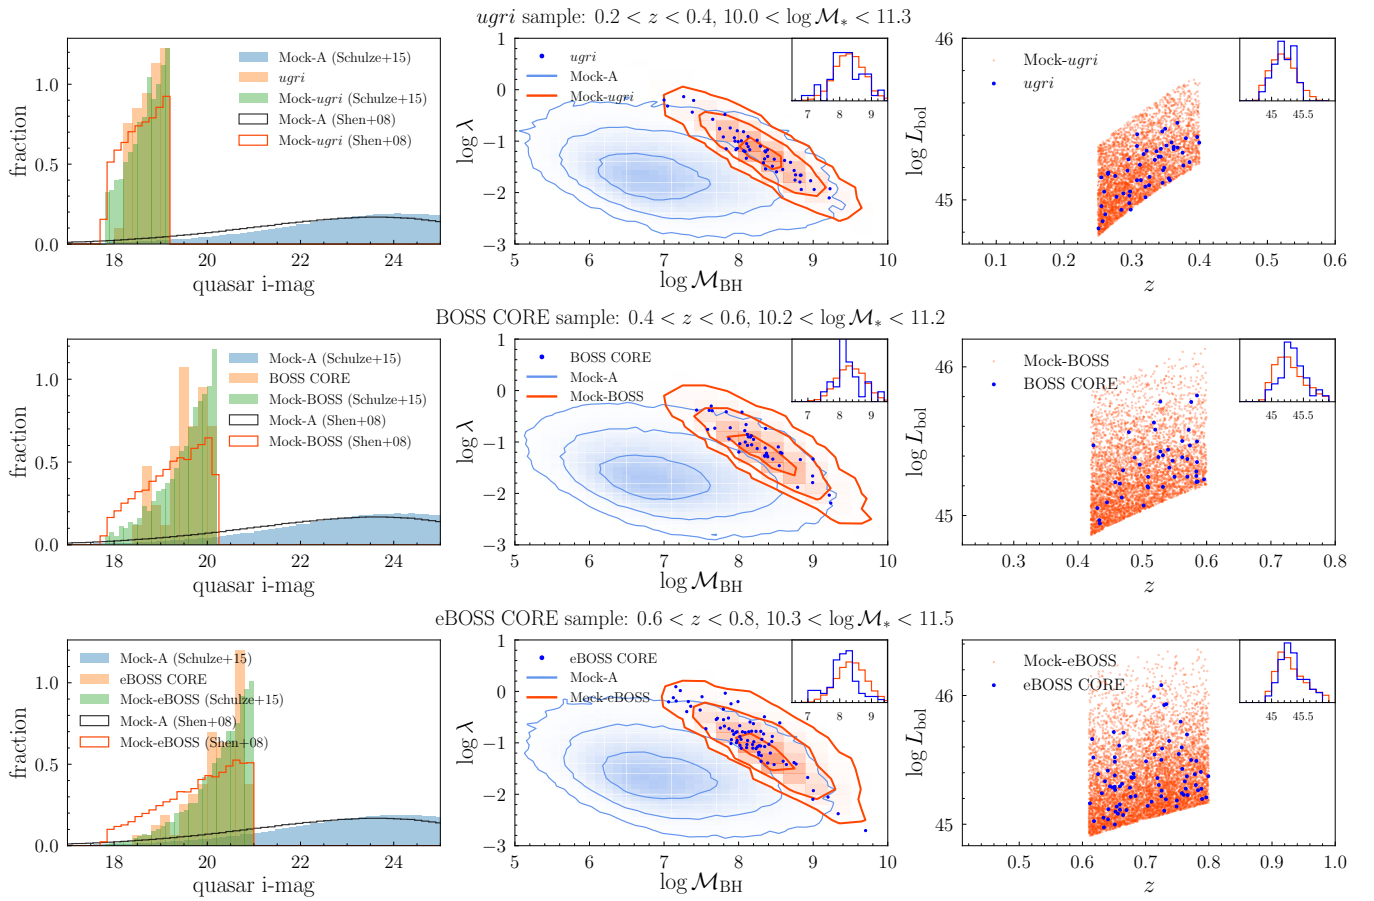 ugri sample: 0.2 < z < 0.4, 10.0 < log M* < 11.3
fraction
1.0
0.5
0.0
18 20 22 24
quasar i-mag
Mock-A (Schulze+15)
ugri
Mock-ugri (Schulze+15)
Mock-A (Shen+08)
Mock-ugri (Shen+08)
log λ
1
0
−1
−2
−3
5 6 7 8 9 10
log M_BH
ugri
Mock-A
Mock-ugri
7 8 9
log L_bol
46
45
0.1 0.2 0.3 0.4 0.5 0.6
z
Mock-ugri
ugri
45 45.5
BOSS CORE sample: 0.4 < z < 0.6, 10.2 < log M* < 11.2
fraction
1.0
0.5
0.0
18 20 22 24
quasar i-mag
Mock-A (Schulze+15)
BOSS CORE
Mock-BOSS (Schulze+15)
Mock-A (Shen+08)
Mock-BOSS (Shen+08)
log λ
1
0
−1
−2
−3
5 6 7 8 9 10
log M_BH
BOSS CORE
Mock-A
Mock-BOSS
7 8 9
log L_bol
46
45
0.3 0.4 0.5 0.6 0.7 0.8
z
Mock-BOSS
BOSS CORE
45 45.5
eBOSS CORE sample: 0.6 < z < 0.8, 10.3 < log M* < 11.5
fraction
1.0
0.5
0.0
18 20 22 24
quasar i-mag
Mock-A (Schulze+15)
eBOSS CORE
Mock-eBOSS (Schulze+15)
Mock-A (Shen+08)
Mock-eBOSS (Shen+08)
log λ
1
0
−1
−2
−3
5 6 7 8 9 10
log M_BH
eBOSS CORE
Mock-A
Mock-eBOSS
7 8 9
log L_bol
46
45
0.5 0.6 0.7 0.8 0.9 1.0
z
Mock-eBOSS
eBOSS CORE
45 45.5